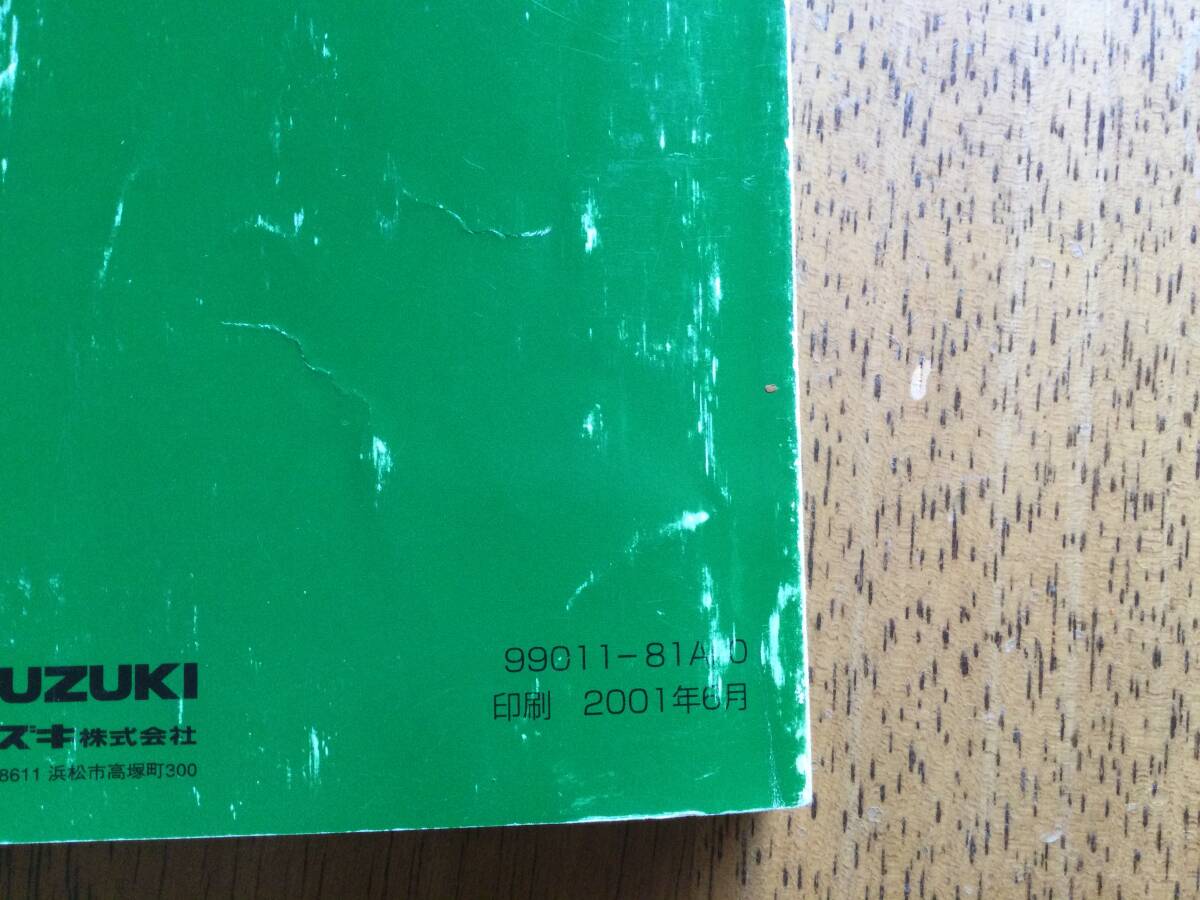 UZUKI
ズキ株式会社
8611 浜松市高塚町300
99011-81A 0
印刷 2001年6月